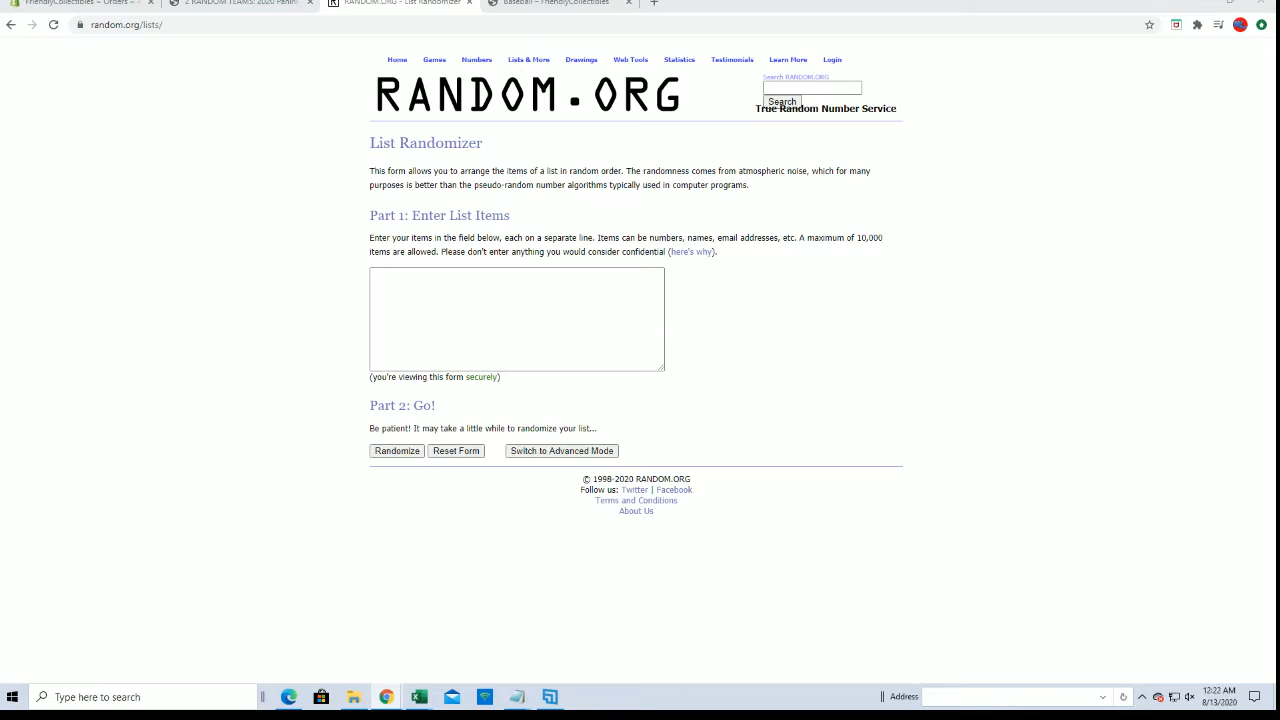 FriendlyCollectibles ~ Orders ~
2 RANDOM TEAMS: 2020 Panini
RANDOM.ORG - List Randomizer
Baseball – FriendlyCollectibles
random.org/lists/
Home Games Numbers Lists & More Drawings Web Tools Statistics Testimonials Learn More Login
RANDOM.ORG
Search RANDOM.ORG
Search
True Random Number Service
List Randomizer
This form allows you to arrange the items of a list in random order. The randomness comes from atmospheric noise, which for many
purposes is better than the pseudo-random number algorithms typically used in computer programs.
Part 1: Enter List Items
Enter your items in the field below, each on a separate line. Items can be numbers, names, email addresses, etc. A maximum of 10,000
items are allowed. Please don't enter anything you would consider confidential (here's why).
(you're viewing this form securely)
Part 2: Go!
Be patient! It may take a little while to randomize your list...
Randomize Reset Form Switch to Advanced Mode
© 1998-2020 RANDOM.ORG
Follow us: Twitter | Facebook
Terms and Conditions
About Us
Type here to search
Address
12:22 AM
8/13/2020